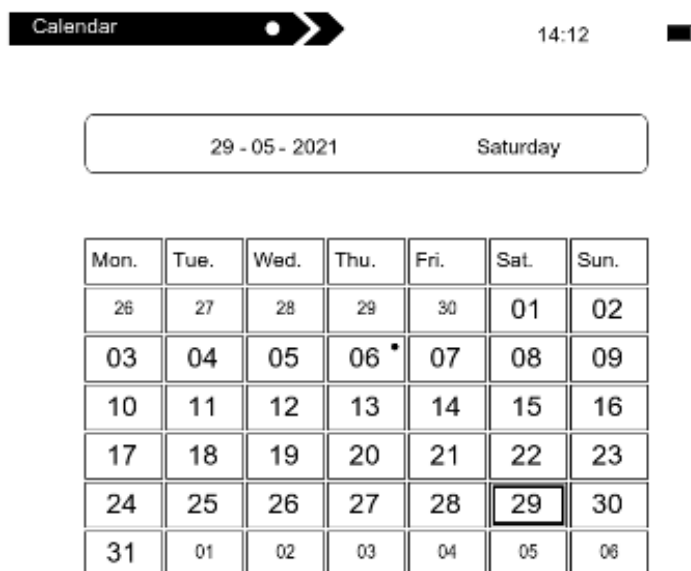 Calendar 14:12
29 - 05 - 2021 Saturday
Mon. Tue. Wed. Thu. Fri. Sat. Sun.
26 27 28 29 30 01 02
03 04 05 06 07 08 09
10 11 12 13 14 15 16
17 18 19 20 21 22 23
24 25 26 27 28 29 30
31 01 02 03 04 05 06